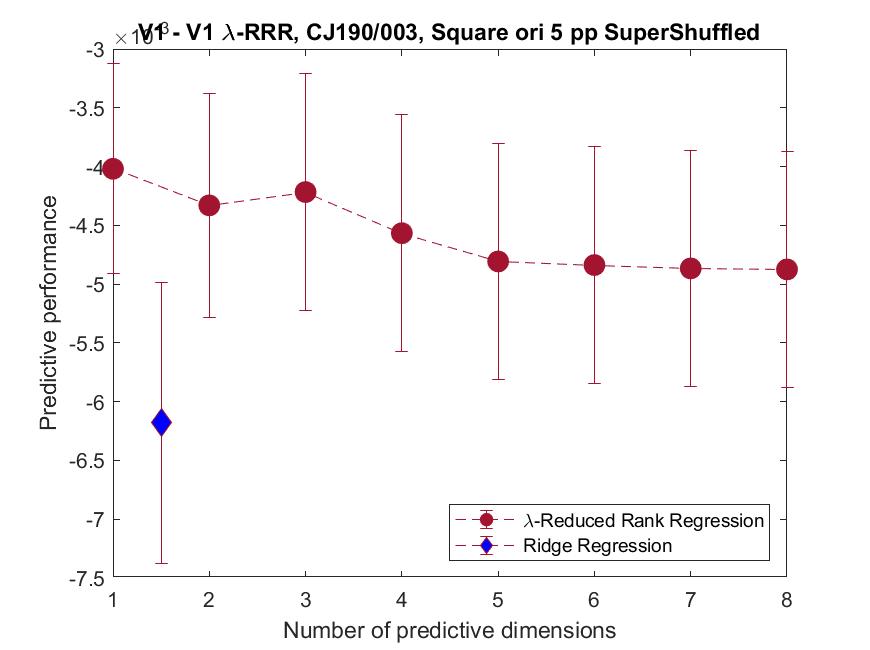 V1 - V1 λ-RRR, CJ190/003, Square ori 5 pp SuperShuffled
×10-3
-3
-3.5
-4
-4.5
-5
-5.5
-6
-6.5
-7
-7.5
Predictive performance
λ-Reduced Rank Regression
Ridge Regression
1 2 3 4 5 6 7 8
Number of predictive dimensions